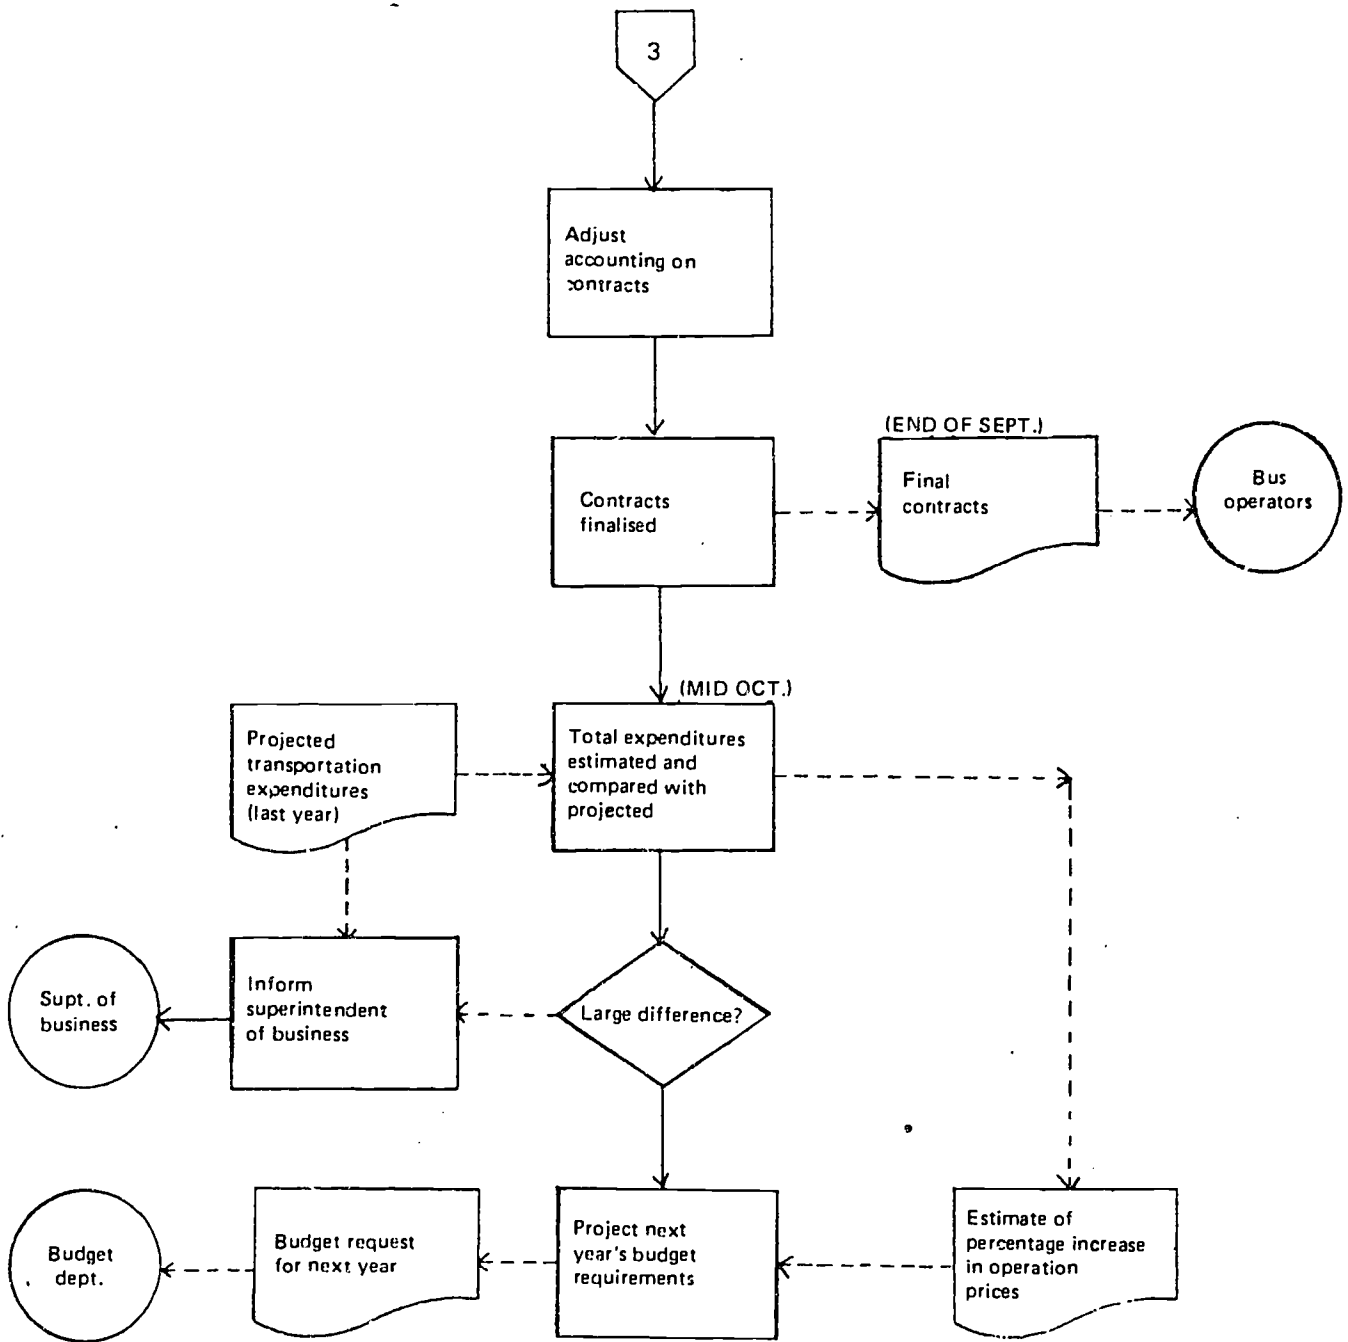 3
Adjust
accounting on
contracts
(END OF SEPT.)
Contracts
finalised
Final
contracts
Bus
operators
(MID OCT.)
Projected
transportation
expenditures
(last year)
Total expenditures
estimated and
compared with
projected
Supt. of
business
Inform
superintendent
of business
Large difference?
Budget
dept.
Budget request
for next year
Project next
year's budget
requirements
Estimate of
percentage increase
in operation
prices